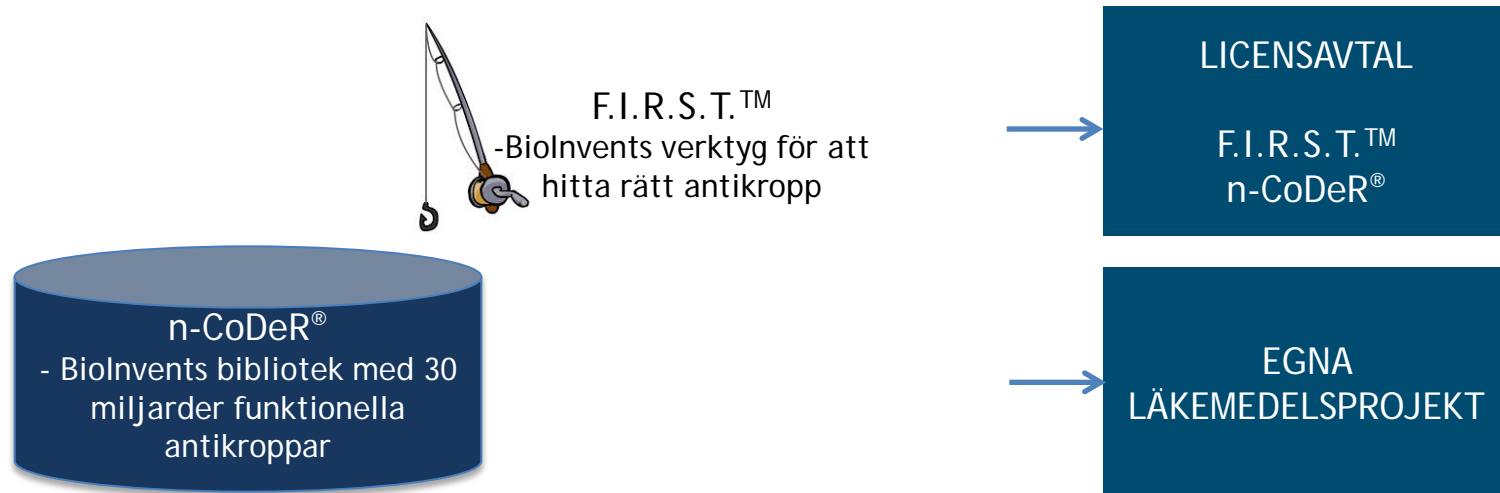 F.I.R.S.T.™
-BioInvents verktyg för att
hitta rätt antikropp
n-CoDeR®
- BioInvents bibliotek med 30
miljarder funktionella
antikroppar
LICENSAVTAL
F.I.R.S.T.™
n-CoDeR®
EGNA
LÄKEMEDELSPROJEKT